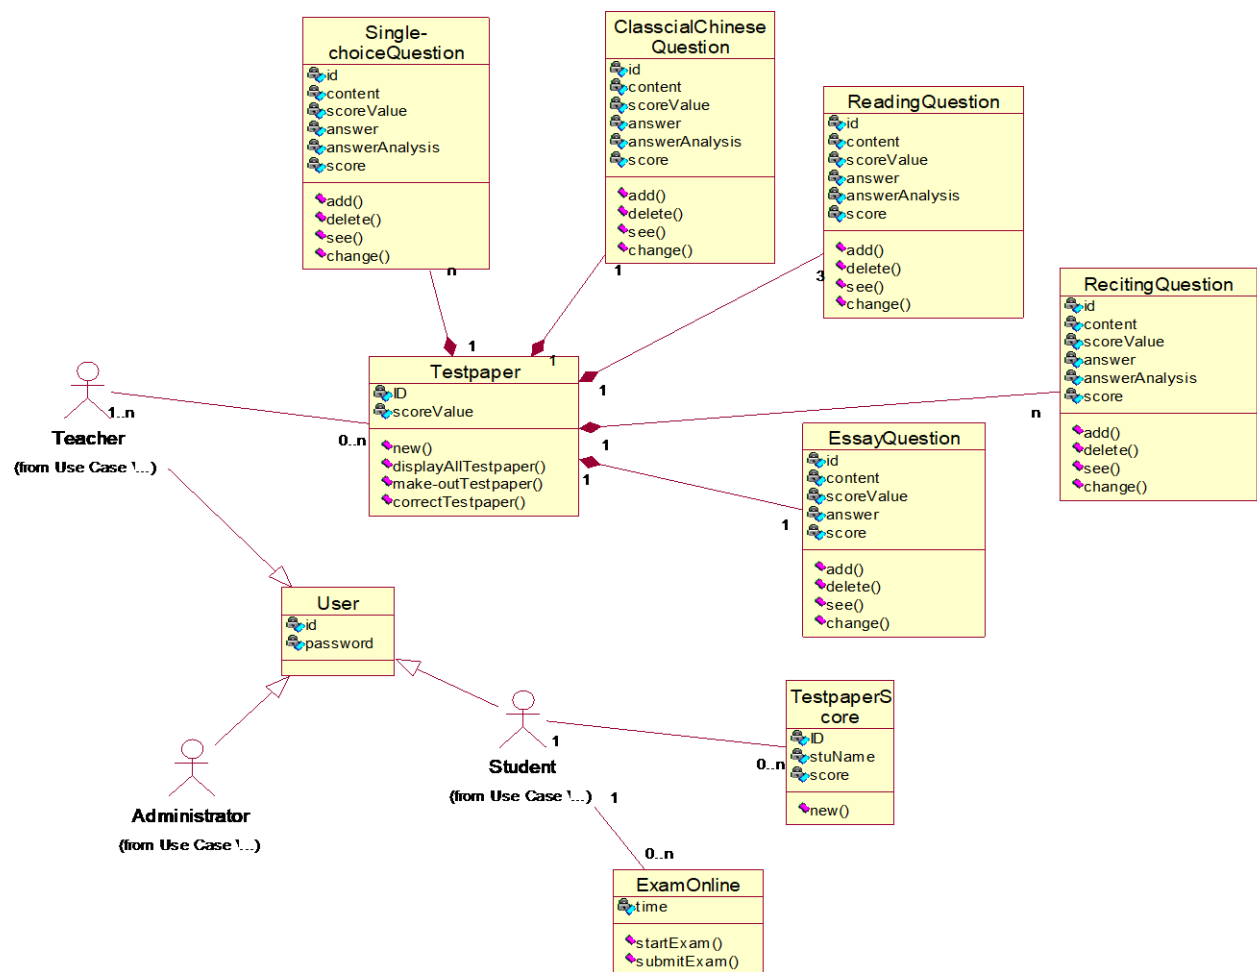 Single-
choiceQuestion
id
content
scoreValue
answer
answerAnalysis
score
add()
delete()
see()
change()
n
ClasscialChinese
Question
id
content
scoreValue
answer
answerAnalysis
score
add()
delete()
see()
change()
1
ReadingQuestion
id
content
scoreValue
answer
answerAnalysis
score
add()
delete()
see()
change()
3
RecitingQuestion
id
content
scoreValue
answer
answerAnalysis
score
add()
delete()
see()
change()
n
1
1
1
1
1
Testpaper
ID
scoreValue
new()
displayAllTestpaper()
make-outTestpaper()
correctTestpaper()
1..n
0..n
Teacher
(from Use Case \...)
EssayQuestion
id
content
scoreValue
answer
score
add()
delete()
see()
change()
1
User
id
password
Administrator
(from Use Case \...)
Student
(from Use Case \...)
1
0..n
TestpaperS
core
ID
stuName
score
new()
1
0..n
ExamOnline
time
startExam()
submitExam()